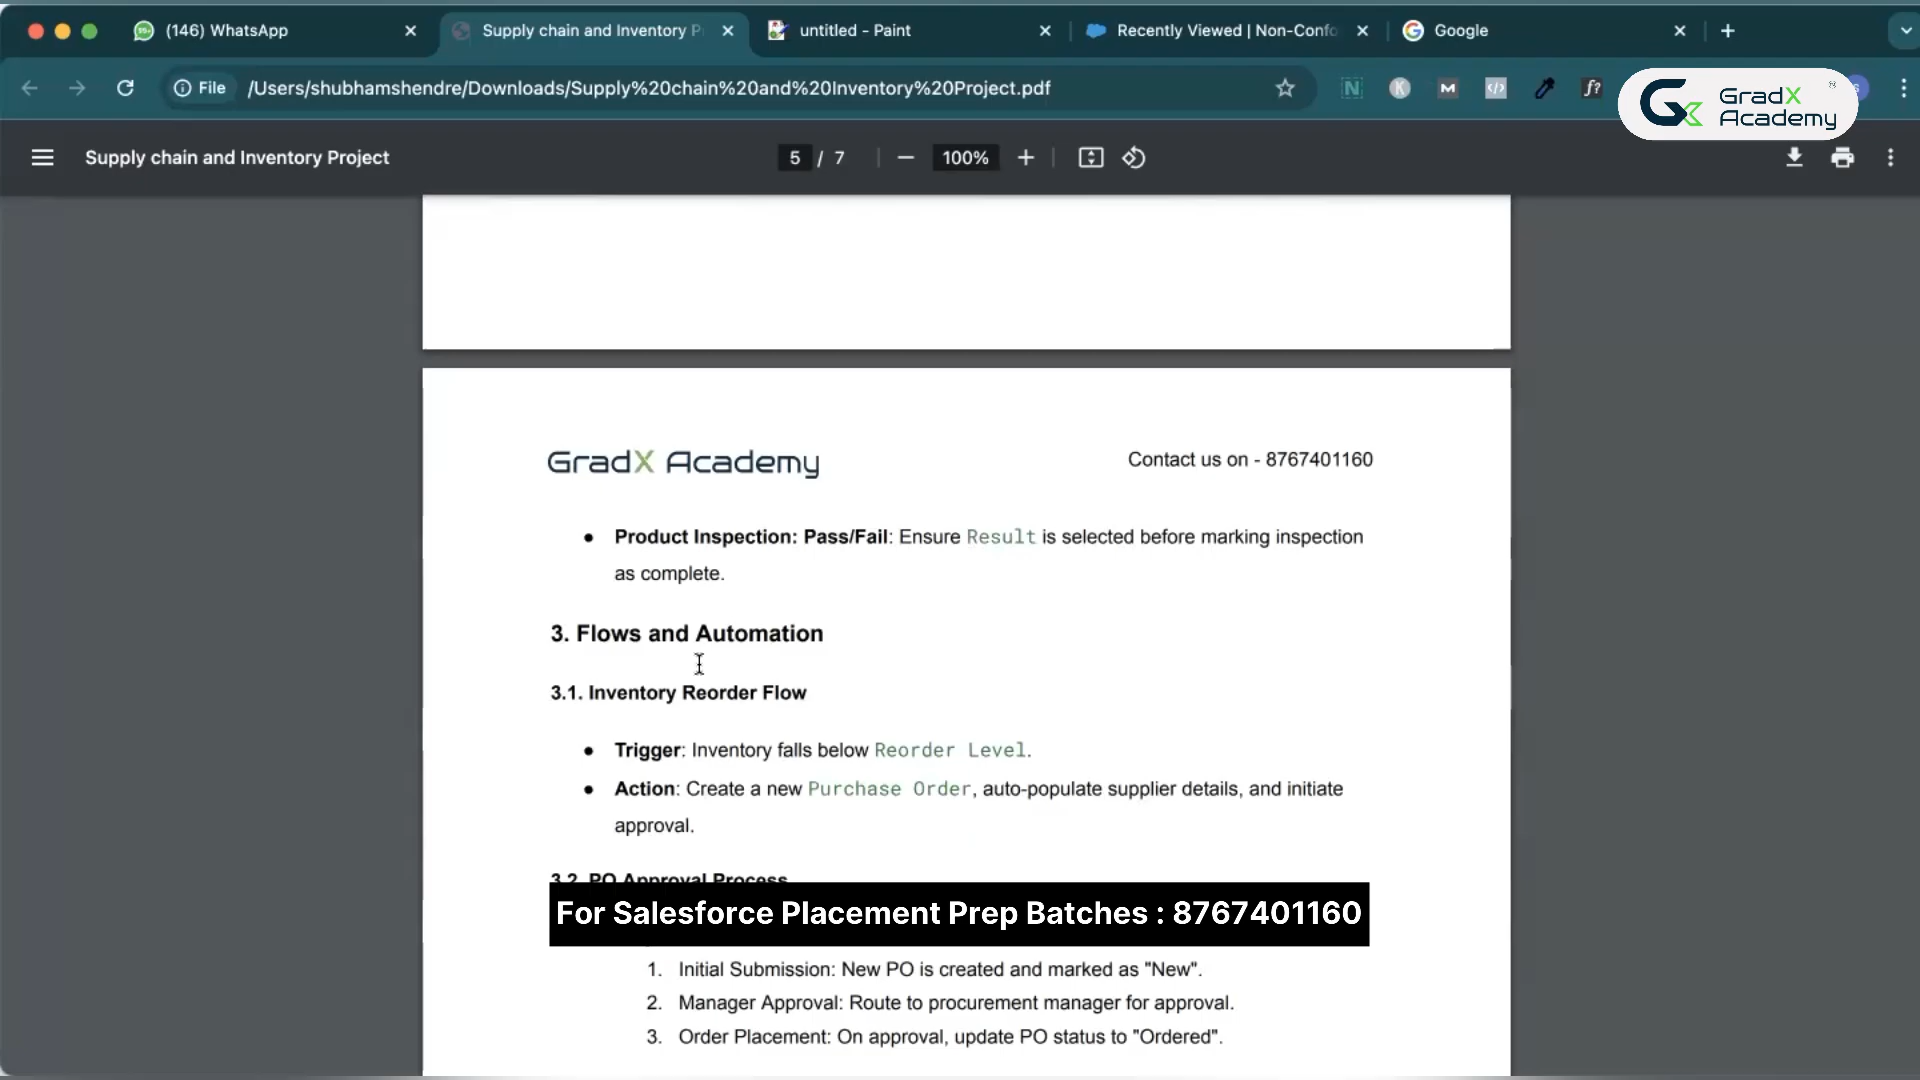 (146) WhatsApp
Supply chain and Inventory P
untitled - Paint
Recently Viewed | Non-Confo
Google
File
/Users/shubhamshendre/Downloads/Supply%20chain%20and%20Inventory%20Project.pdf
GradX
Academy
Supply chain and Inventory Project
5 / 7
100%
GradX Academy
Contact us on - 8767401160
● Product Inspection: Pass/Fail: Ensure Result is selected before marking inspection
as complete.
3. Flows and Automation
3.1. Inventory Reorder Flow
● Trigger: Inventory falls below Reorder Level.
● Action: Create a new Purchase Order, auto-populate supplier details, and initiate
approval.
3.2. PO Approval Process
For Salesforce Placement Prep Batches : 8767401160
1. Initial Submission: New PO is created and marked as "New".
2. Manager Approval: Route to procurement manager for approval.
3. Order Placement: On approval, update PO status to "Ordered".